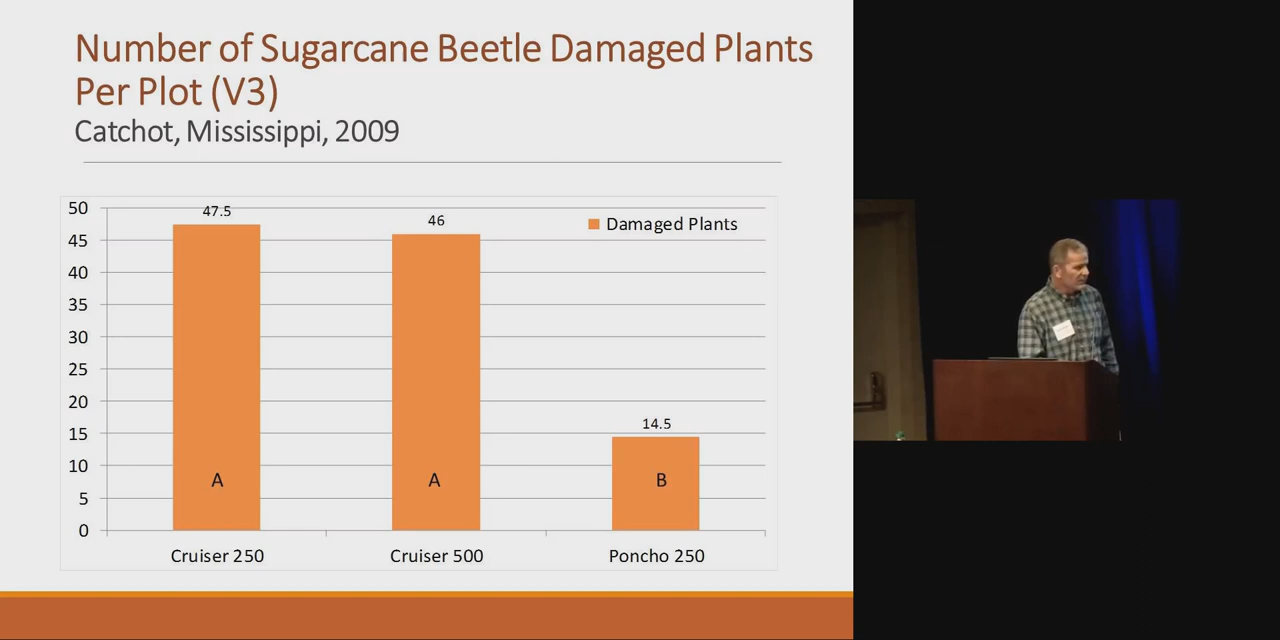 Number of Sugarcane Beetle Damaged Plants
Per Plot (V3)
Catchot, Mississippi, 2009
50
45
40
35
30
25
20
15
10
5
0
47.5
46
14.5
Damaged Plants
A
A
B
Cruiser 250
Cruiser 500
Poncho 250